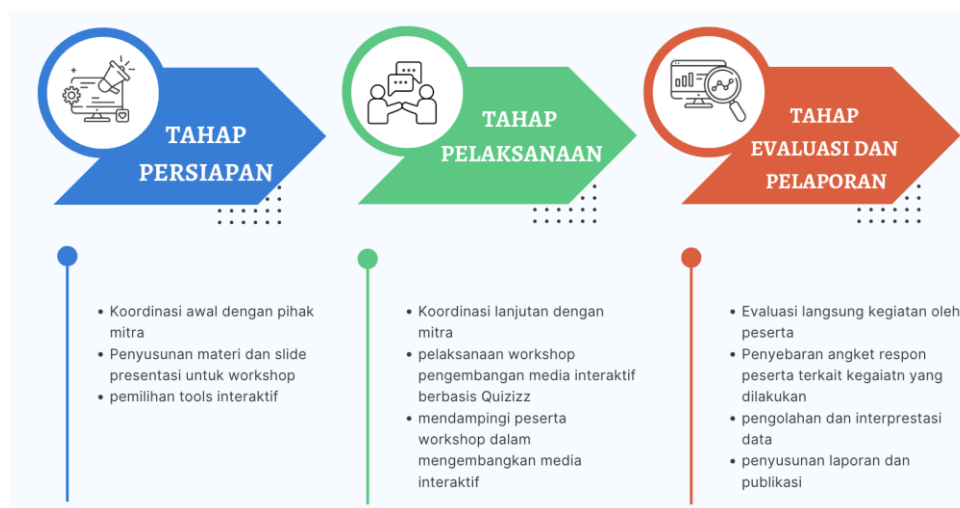 TAHAP
PERSIAPAN
• Koordinasi awal dengan pihak
mitra
• Penyusunan materi dan slide
presentasi untuk workshop
• pemilihan tools interaktif
TAHAP
PELAKSANAAN
• Koordinasi lanjutan dengan
mitra
• pelaksanaan workshop
pengembangan media interaktif
berbasis Quizizz
• mendampingi peserta
workshop dalam
mengembangkan media
interaktif
TAHAP
EVALUASI DAN
PELAPORAN
• Evaluasi langsung kegiatan oleh
peserta
• Penyebaran angket respon
peserta terkait kegaiatn yang
dilakukan
• pengolahan dan interprestasi
data
• penyusunan laporan dan
publikasi